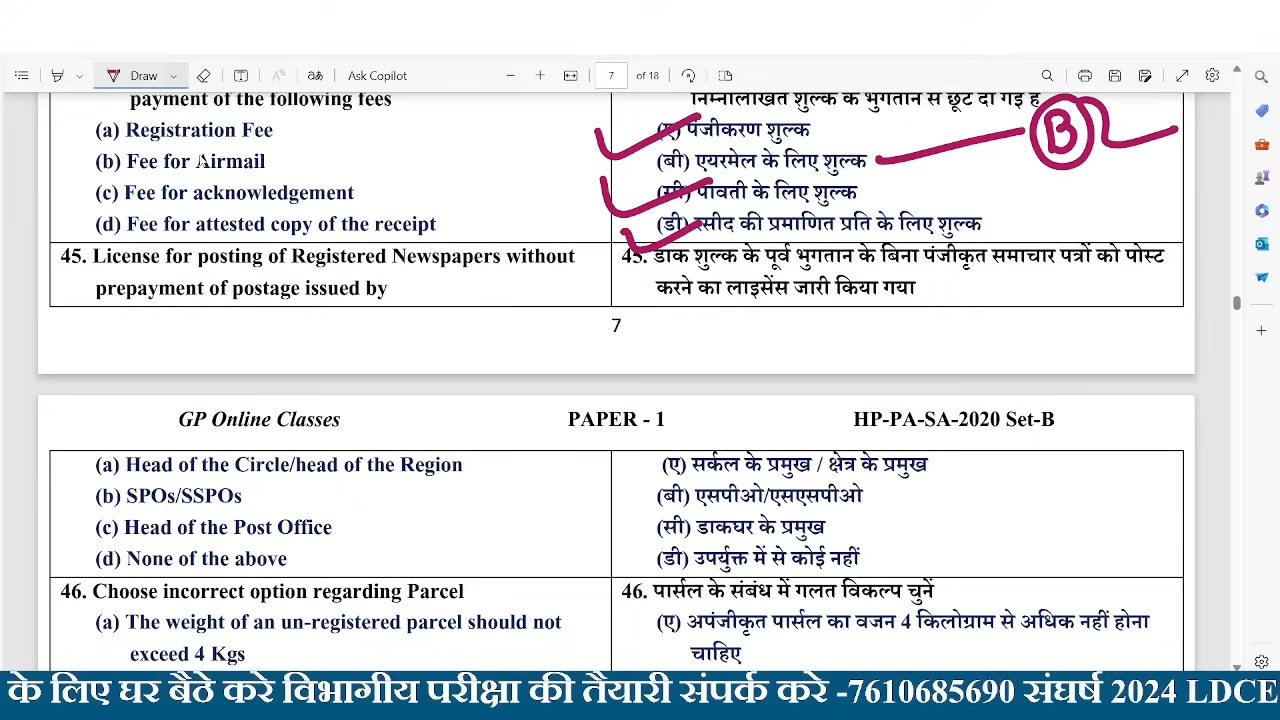 Draw
Ask Copilot
7 of 18
payment of the following fees
निम्नलिखित शुल्क के भुगतान से छूट दी गई है
(a) Registration Fee
(ए) पंजीकरण शुल्क
(b) Fee for Airmail
(बी) एयरमेल के लिए शुल्क
B
(c) Fee for acknowledgement
(सी) पावती के लिए शुल्क
(d) Fee for attested copy of the receipt
(डी) रसीद की प्रमाणित प्रति के लिए शुल्क
45. License for posting of Registered Newspapers without
prepayment of postage issued by
45. डाक शुल्क के पूर्व भुगतान के बिना पंजीकृत समाचार पत्रों को पोस्ट
करने का लाइसेंस जारी किया गया
7
GP Online Classes PAPER - 1 HP-PA-SA-2020 Set-B
(a) Head of the Circle/head of the Region
(ए) सर्कल के प्रमुख / क्षेत्र के प्रमुख
(b) SPOs/SSPOs
(बी) एसपीओ/एसएसपीओ
(c) Head of the Post Office
(सी) डाकघर के प्रमुख
(d) None of the above
(डी) उपर्युक्त में से कोई नहीं
46. Choose incorrect option regarding Parcel
46. पार्सल के संबंध में गलत विकल्प चुनें
(a) The weight of an un-registered parcel should not
exceed 4 Kgs
(ए) अपंजीकृत पार्सल का वजन 4 किलोग्राम से अधिक नहीं होना
चाहिए
के लिए घर बैठे करे विभागीय परीक्षा की तैयारी संपर्क करे -7610685690 संघर्ष 2024 LDCE